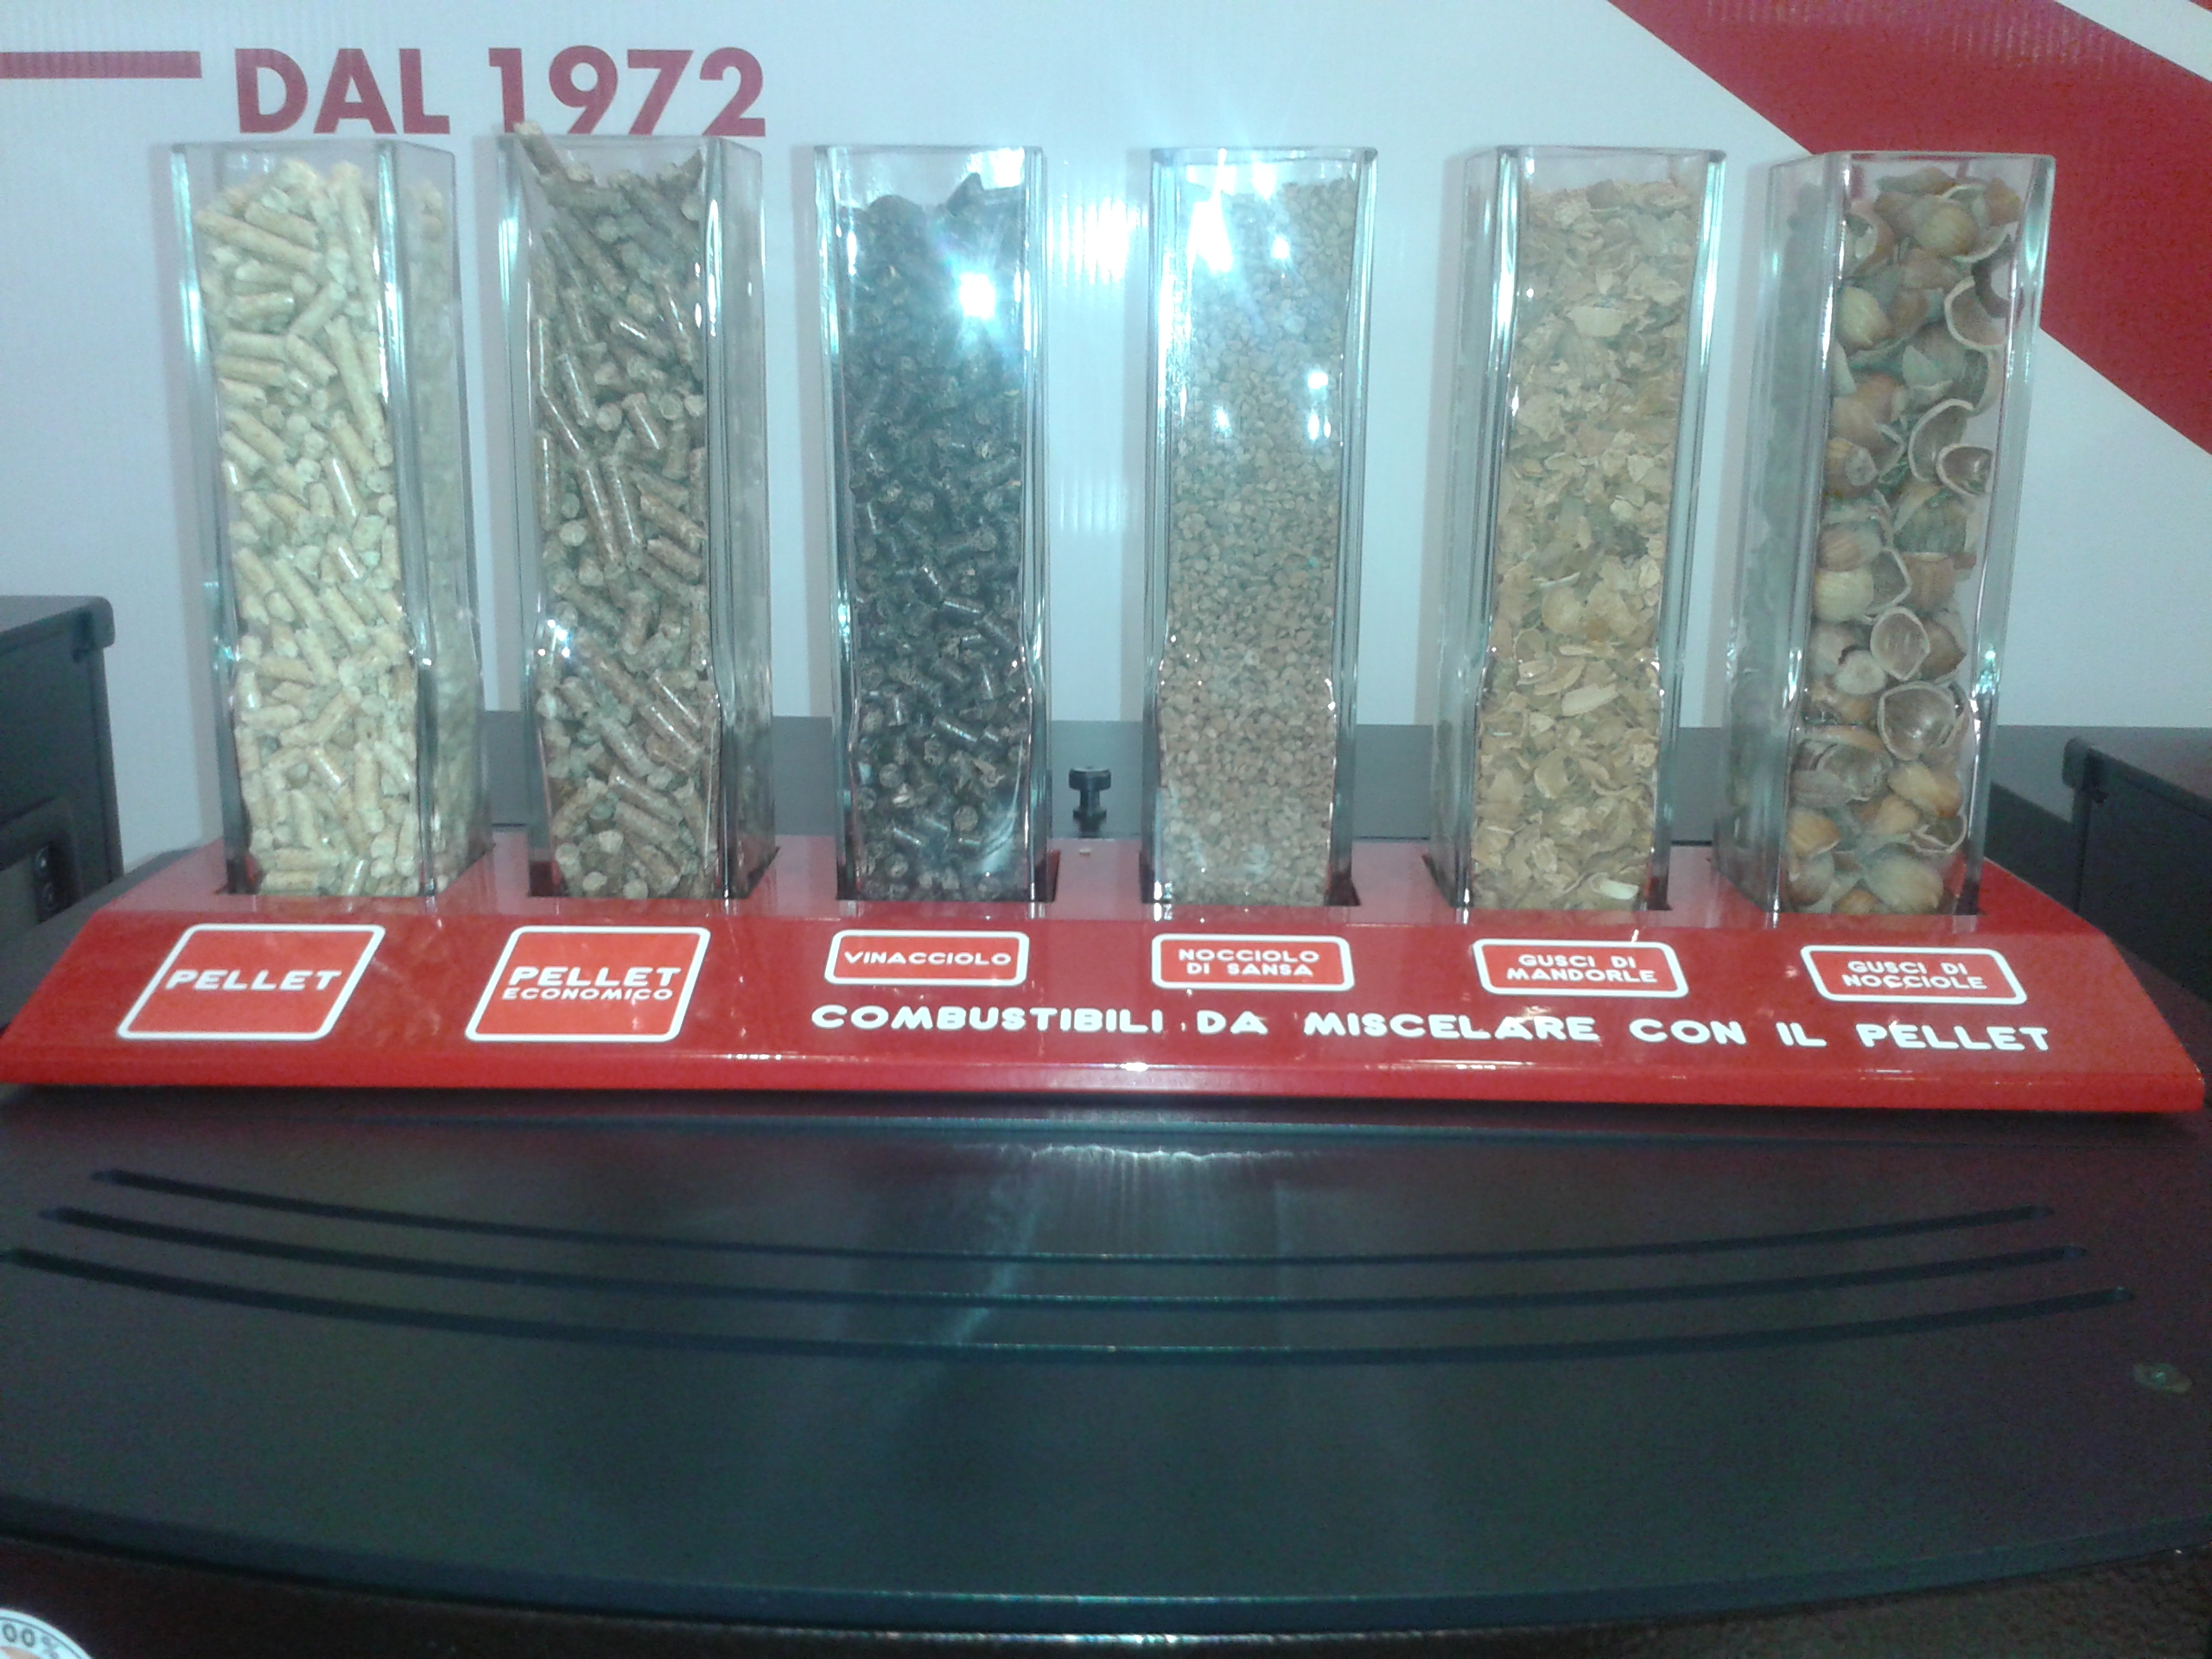 DAL 1972
PELLET
PELLET
ECONOMICO
VINACCIOLO
NOCCIOLO
DI SANSA
GUSCI DI
MANDORLE
GUSCI DI
NOCCIOLE
COMBUSTIBILI DA MISCELARE CON IL PELLET
00%